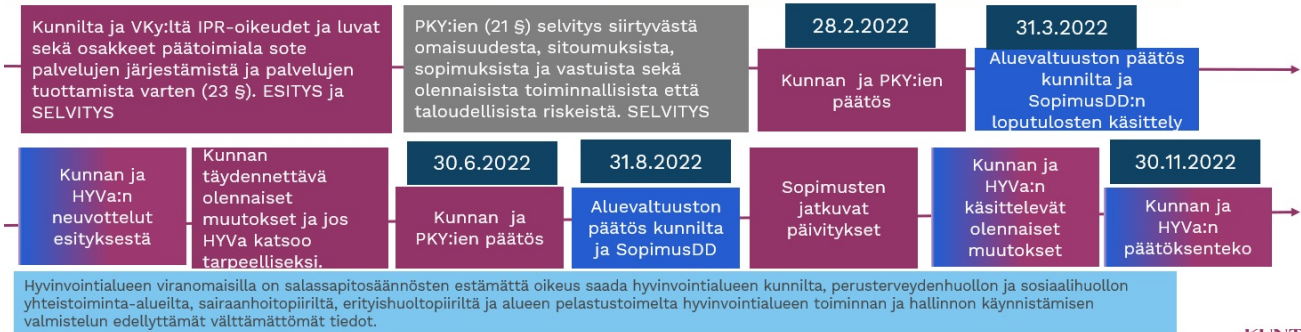 Kunnilta ja VKy:ltä IPR-oikeudet ja luvat
sekä osakkeet päätoimiala sote
palvelujen järjestämistä ja palvelujen
tuottamista varten (23 §). ESITYS ja
SELVITYS
PKY:ien (21 §) selvitys siirtyvästä
omaisuudesta, sitoumuksista,
sopimuksista ja vastuista sekä
olennaisista toiminnallisista että
taloudellisista riskeistä. SELVITYS
28.2.2022
Kunnan ja PKY:ien
päätös
31.3.2022
Aluevaltuuston päätös
kunnilta ja
SopimusDD:n
loputulosten käsittely
Kunnan ja
HYVa:n
neuvottelut
esityksestä
Kunnan
täydennettävä
olennaiset
muutokset ja jos
HYVa katsoo
tarpeelliseksi.
30.6.2022
Kunnan ja
PKY:ien päätös
31.8.2022
Aluevaltuuston
päätös kunnilta
ja SopimusDD
Sopimusten
jatkuvat
päivitykset
Kunnan ja
HYVa:n
käsittelevät
olennaiset
muutokset
30.11.2022
Kunnan ja
HYVa:n
päätöksenteko
Hyvinvointialueen viranomaisilla on salassapitosäännösten estämättä oikeus saada hyvinvointialueen kunnilta, perusterveydenhuollon ja sosiaalihuollon
yhteistoiminta-alueilta, sairaanhoitopiiriltä, erityishuoltopiiriltä ja alueen pelastustoimelta hyvinvointialueen toiminnan ja hallinnon käynnistämisen
valmistelun edellyttämät välttämättömät tiedot.